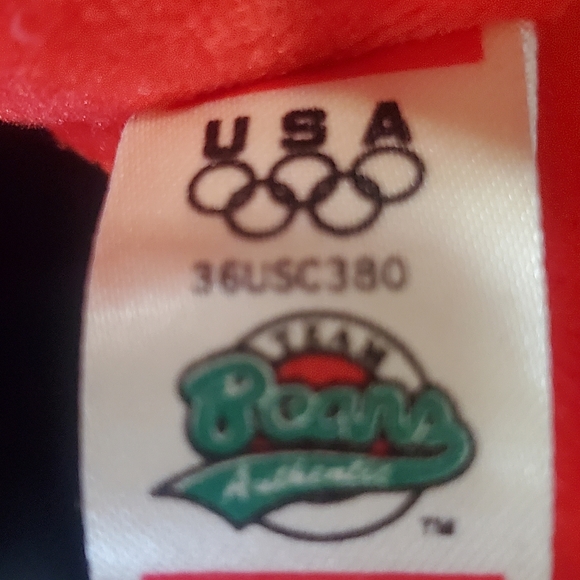 USA
36USC380
TEAM
Beans
Authentic
TM